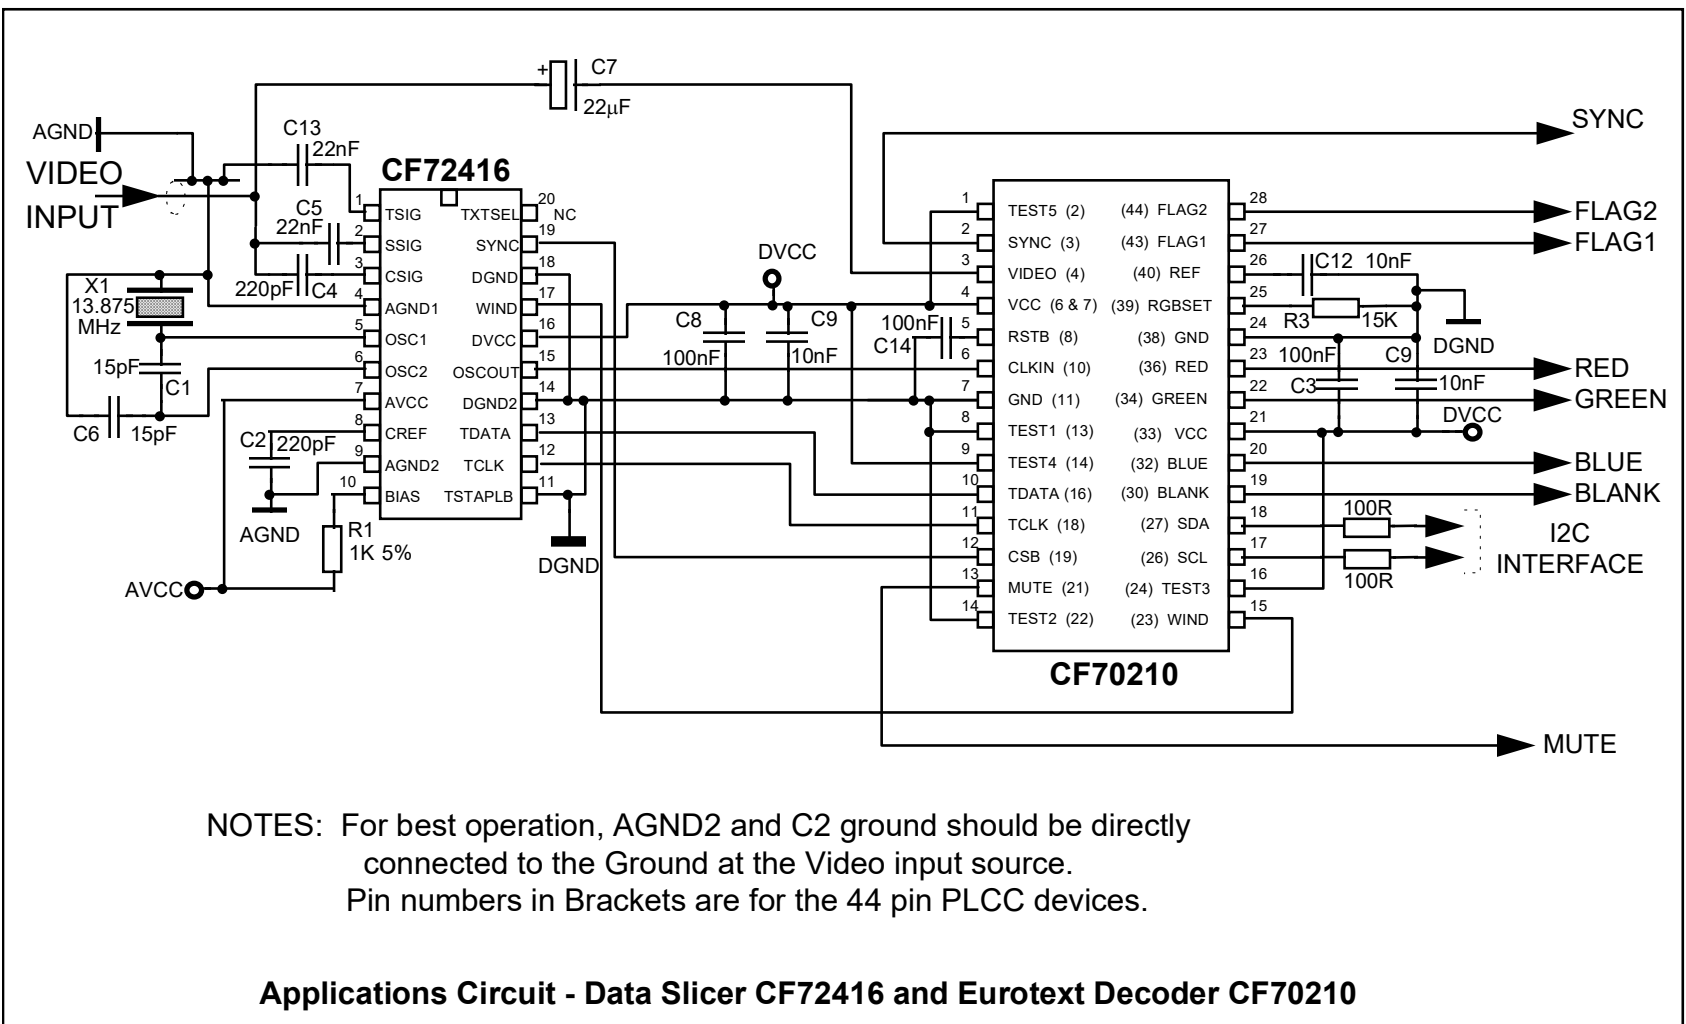 AGND
VIDEO
INPUT
C13
22nF
C5
22nF
220pF C4
+
C7
22µF
X1
13.875
MHz
15pF
C1
C6 15pF
C2 220pF
AGND
R1
1K 5%
AVCC
CF72416
1 TSIG
2 SSIG
3 CSIG
4 AGND1
5 OSC1
6 OSC2
7 AVCC
8 CREF
9 AGND2
10 BIAS
TXTSEL 20 NC
SYNC 19
DGND 18
WIND 17
DVCC 16
OSCOUT 15
DGND2 14
TDATA 13
TCLK 12
TSTAPLB 11
DGND
DVCC
C8
100nF
C9
10nF
100nF
C14
1 TEST5 (2)
2 SYNC (3)
3 VIDEO (4)
4 VCC (6 & 7)
5 RSTB (8)
6 CLKIN (10)
7 GND (11)
8 TEST1 (13)
9 TEST4 (14)
10 TDATA (16)
11 TCLK (18)
12 CSB (19)
13 MUTE (21)
14 TEST2 (22)
(44) FLAG2 28
(43) FLAG1 27
(40) REF 26
(39) RGBSET 25
(38) GND 24
(36) RED 23
(34) GREEN 22
(33) VCC 21
(32) BLUE 20
(30) BLANK 19
(27) SDA 18
(26) SCL 17
(24) TEST3 16
(23) WIND 15
CF70210
C12 10nF
R3 15K
DGND
100nF
C3
C9
10nF
DVCC
100R
100R
SYNC
FLAG2
FLAG1
RED
GREEN
BLUE
BLANK
I2C
INTERFACE
MUTE
NOTES: For best operation, AGND2 and C2 ground should be directly
connected to the Ground at the Video input source.
Pin numbers in Brackets are for the 44 pin PLCC devices.
Applications Circuit - Data Slicer CF72416 and Eurotext Decoder CF70210